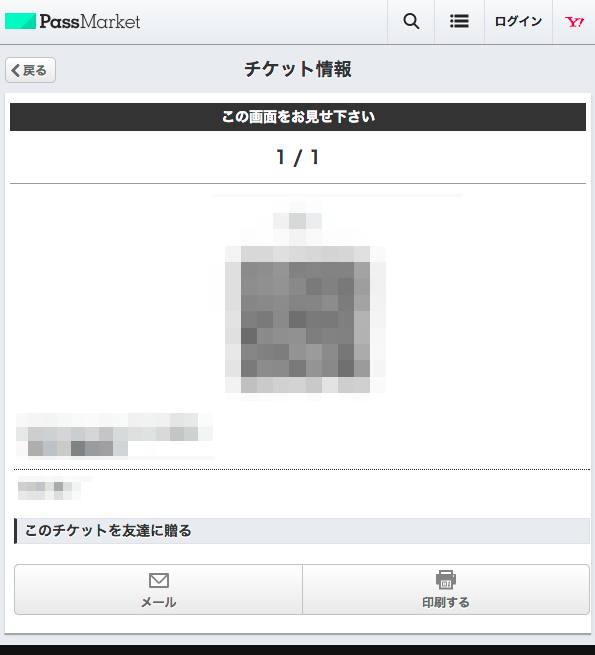 PassMarket
ログイン
Y!
戻る
チケット情報
この画面をお見せ下さい
1 / 1
このチケットを友達に贈る
メール
印刷する